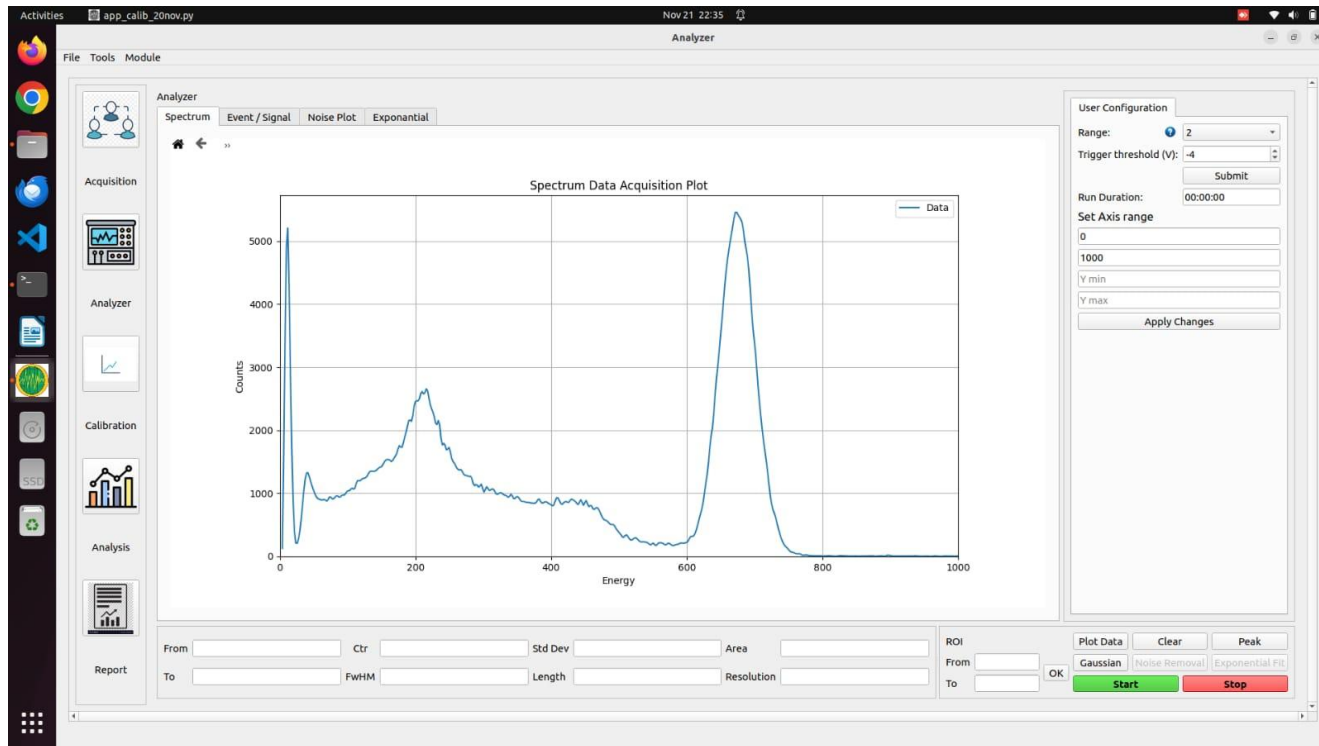 Activities app_calib_20nov.py Nov 21 22:35
Analyzer
File Tools Module
Acquisition
Analyzer
Calibration
Analysis
Report
SSD
Analyzer
Spectrum Event / Signal Noise Plot Exponantial
»
Spectrum Data Acquisition Plot
Data
Counts
5000
4000
3000
2000
1000
0
0 200 400 600 800 1000
Energy
User Configuration
Range: ? 2
Trigger threshold (V): -4
Submit
Run Duration: 00:00:00
Set Axis range
0
1000
Y min
Y max
Apply Changes
From Ctr Std Dev Area
To FwHM Length Resolution
ROI
From
To
OK
Plot Data Clear Peak
Gaussian Noise Removal Exponential Fit
Start Stop